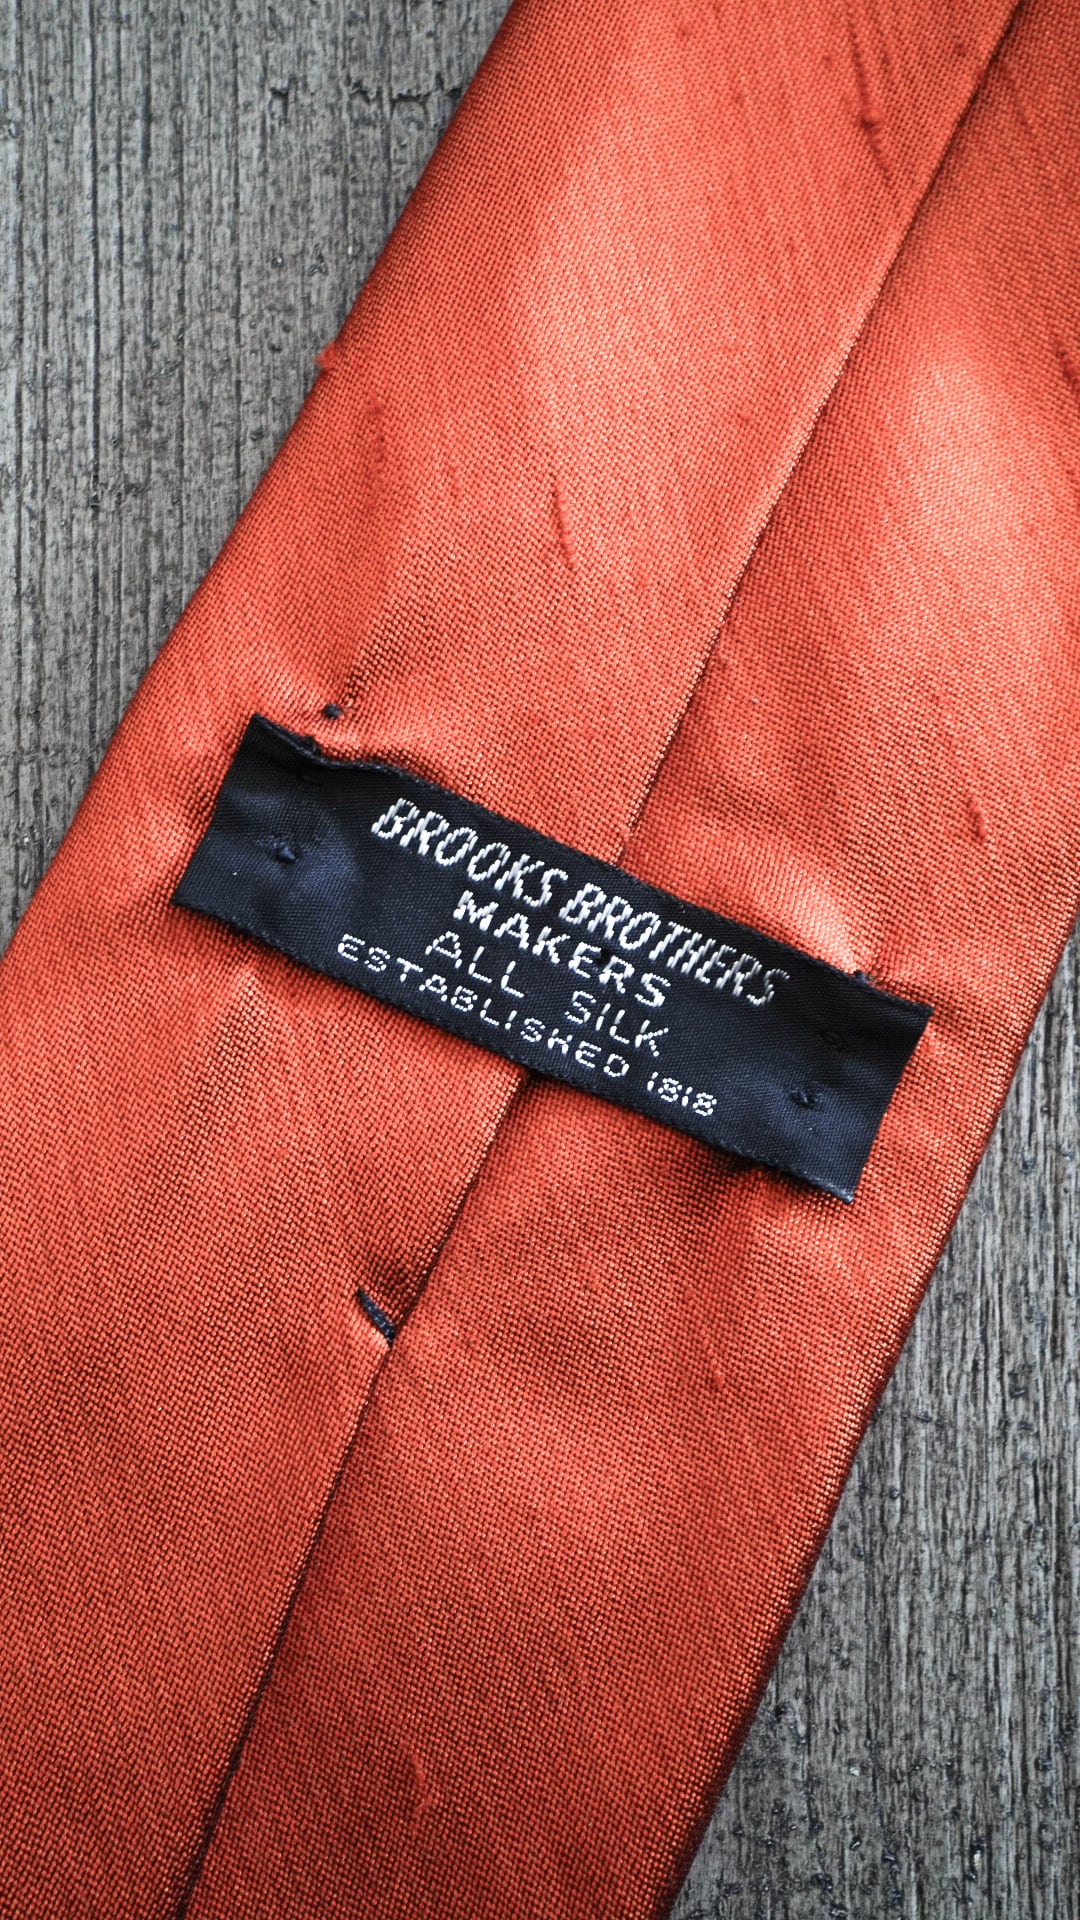 BROOKS BROTHERS
MAKERS
ALL SILK
ESTABLISHED 1818